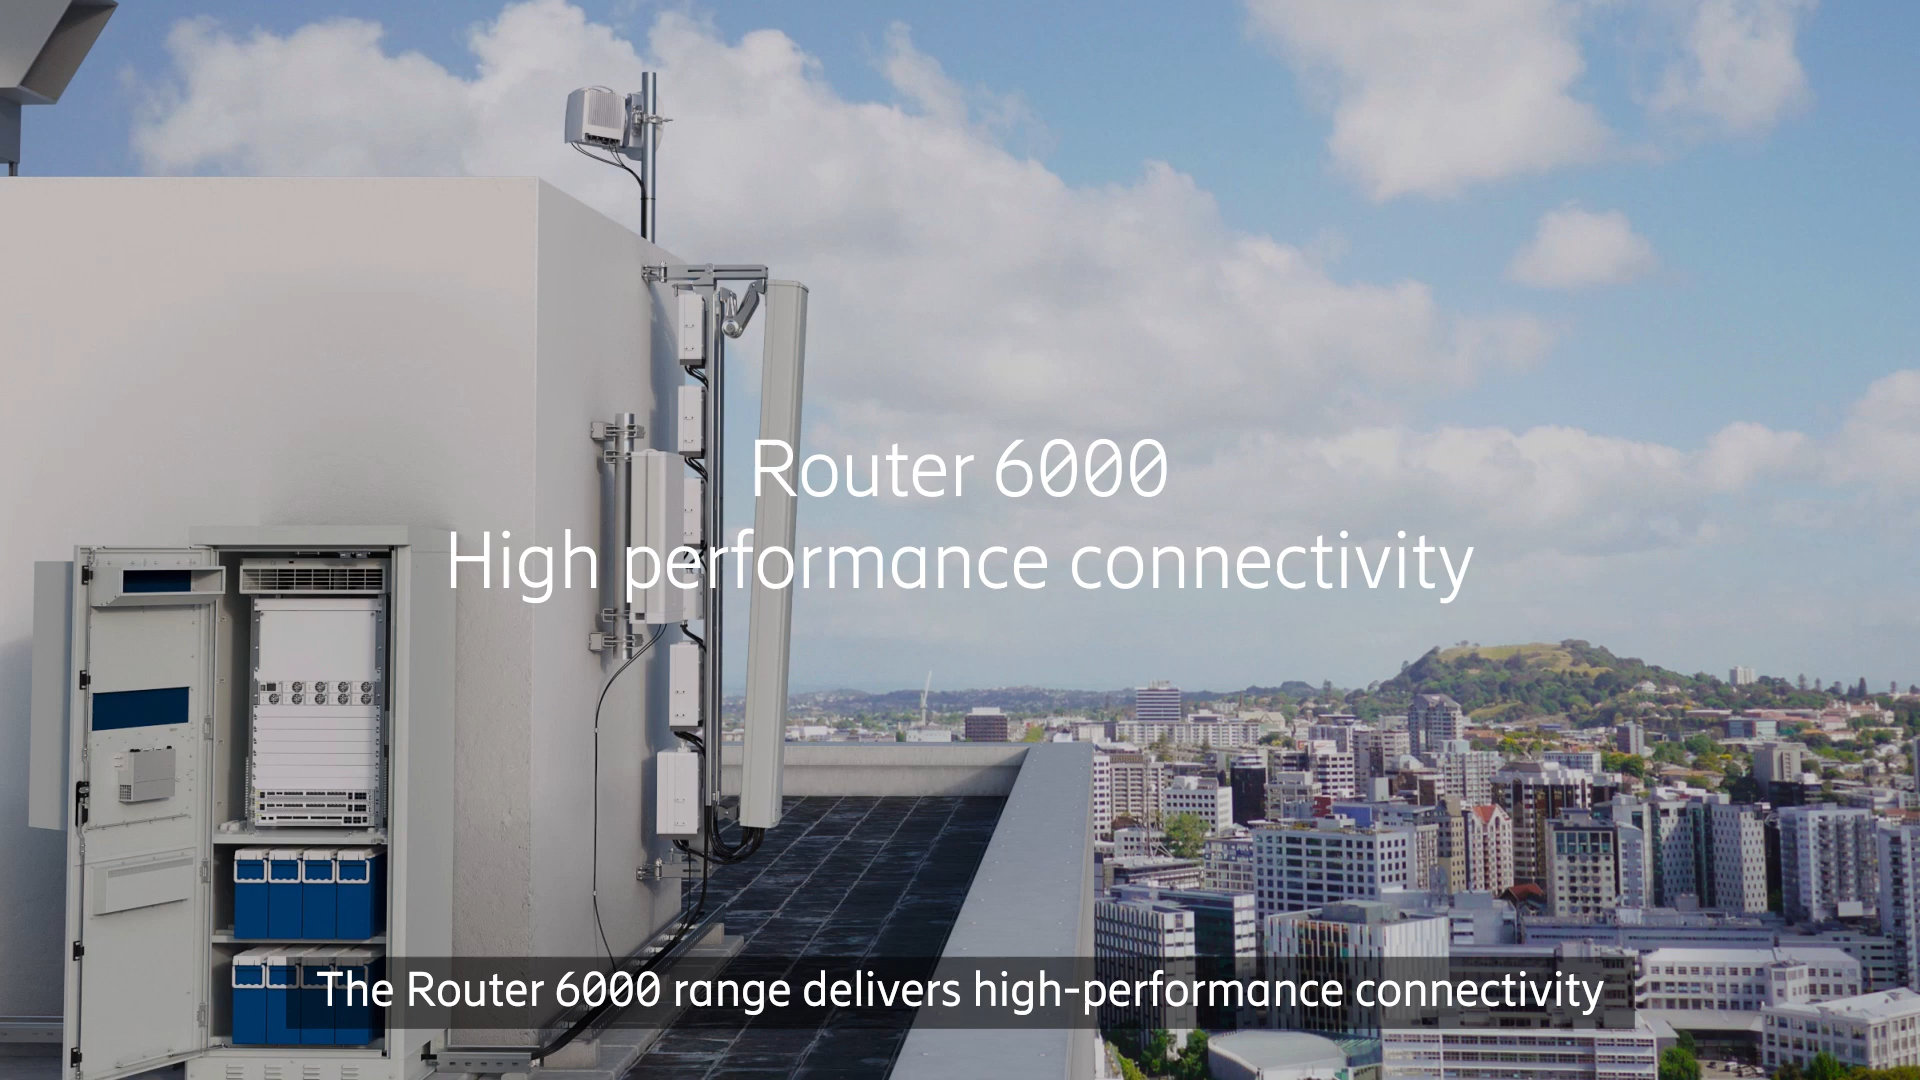 Router 6000
High performance connectivity
The Router 6000 range delivers high-performance connectivity